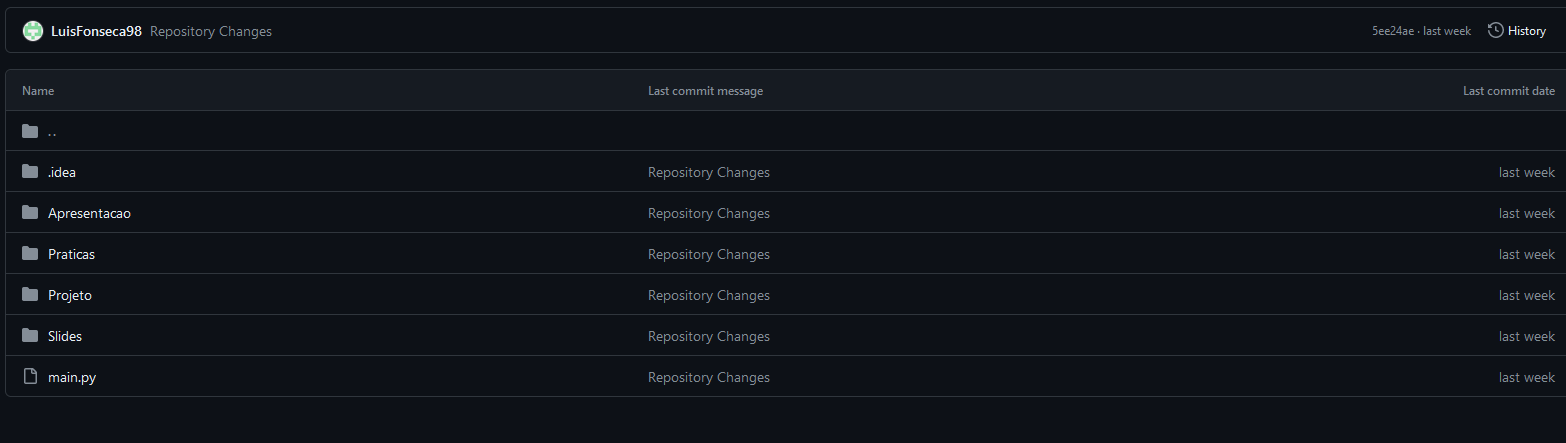 LuisFonseca98 Repository Changes 5ee24ae · last week History
Name Last commit message Last commit date
..
.idea Repository Changes last week
Apresentacao Repository Changes last week
Praticas Repository Changes last week
Projeto Repository Changes last week
Slides Repository Changes last week
main.py Repository Changes last week